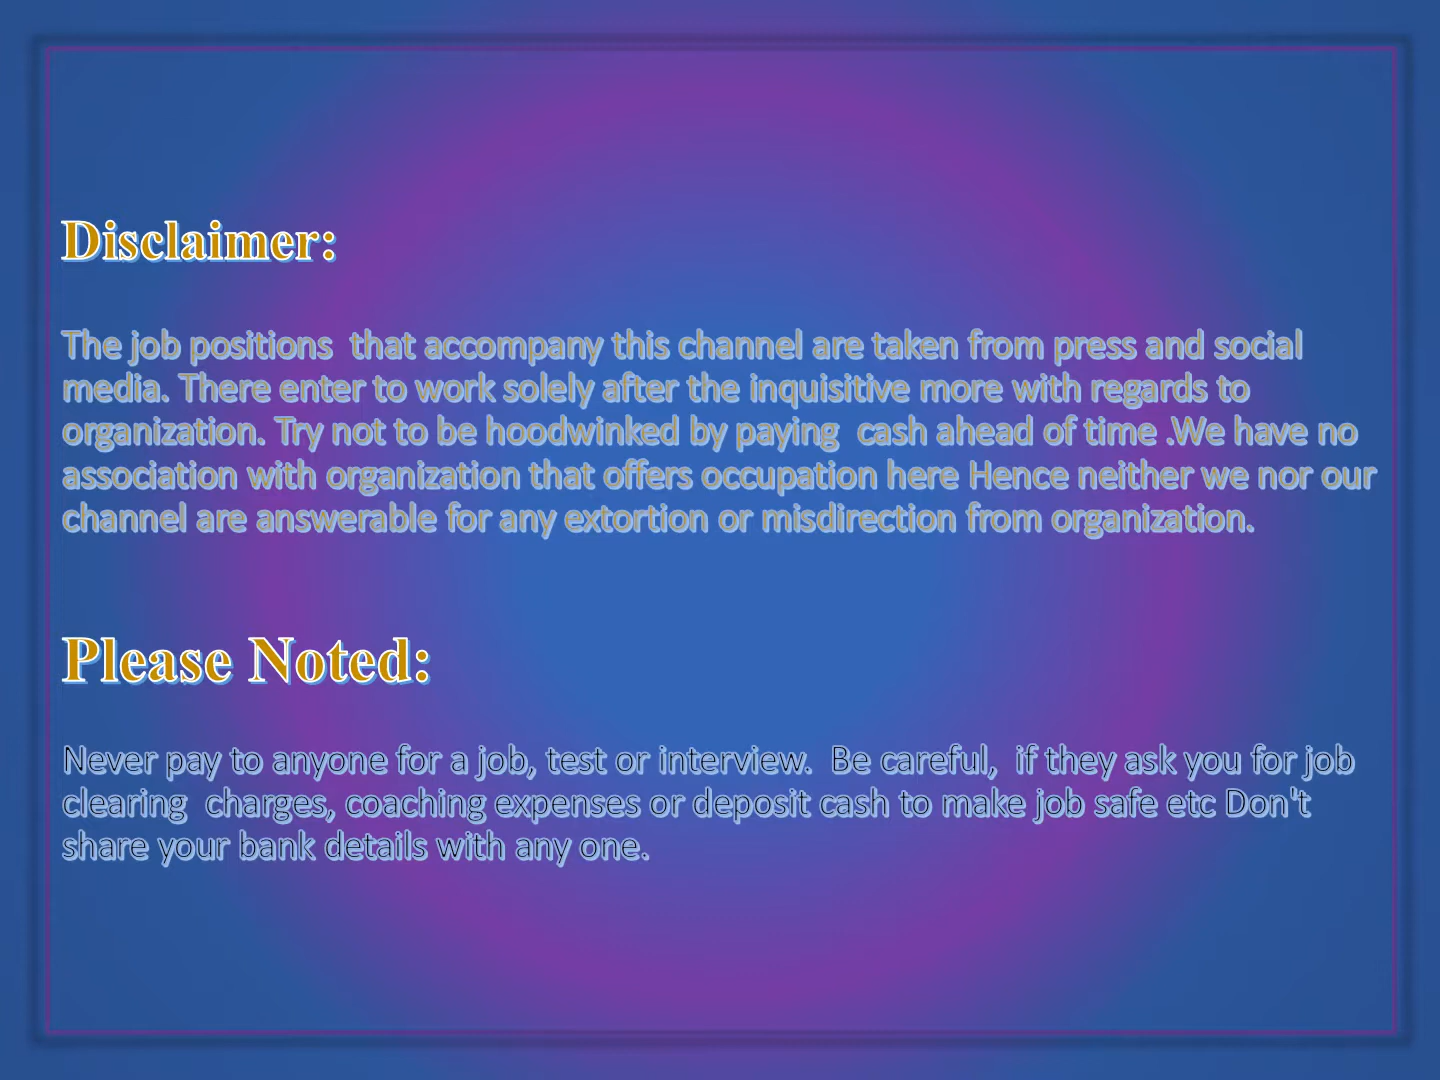 Disclaimer:
The job positions  that accompany this channel are taken from press and social
media. There enter to work solely after the inquisitive more with regards to
organization. Try not to be hoodwinked by paying  cash ahead of time .We have no
association with organization that offers occupation here Hence neither we nor our
channel are answerable for any extortion or misdirection from organization.
Please Noted:
Never pay to anyone for a job, test or interview.  Be careful,  if they ask you for job
clearing  charges, coaching expenses or deposit cash to make job safe etc Don't
share your bank details with any one.